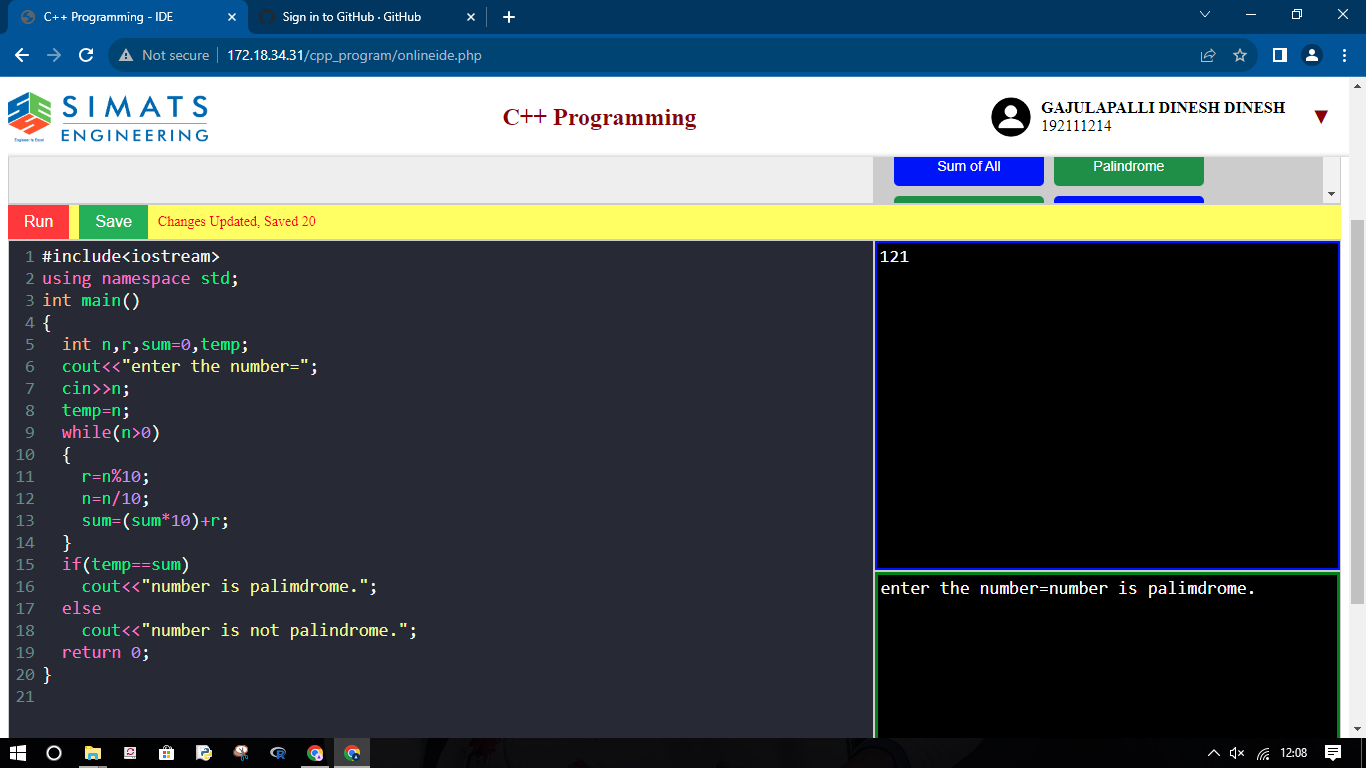 C++ Programming - IDE
Sign in to GitHub · GitHub
Not secure
172.18.34.31/cpp_program/onlineide.php
SIMATS
ENGINEERING
Engineer to Excel
C++ Programming
GAJULAPALLI DINESH DINESH
192111214
Sum of All
Palindrome
Run
Save
Changes Updated, Saved 20
1 #include<iostream>
2 using namespace std;
3 int main()
4 {
5   int n,r,sum=0,temp;
6   cout<<"enter the number=";
7   cin>>n;
8   temp=n;
9   while(n>0)
10   {
11     r=n%10;
12     n=n/10;
13     sum=(sum*10)+r;
14   }
15   if(temp==sum)
16     cout<<"number is palimdrome.";
17   else
18     cout<<"number is not palindrome.";
19   return 0;
20 }
21
121
enter the number=number is palimdrome.
12:08